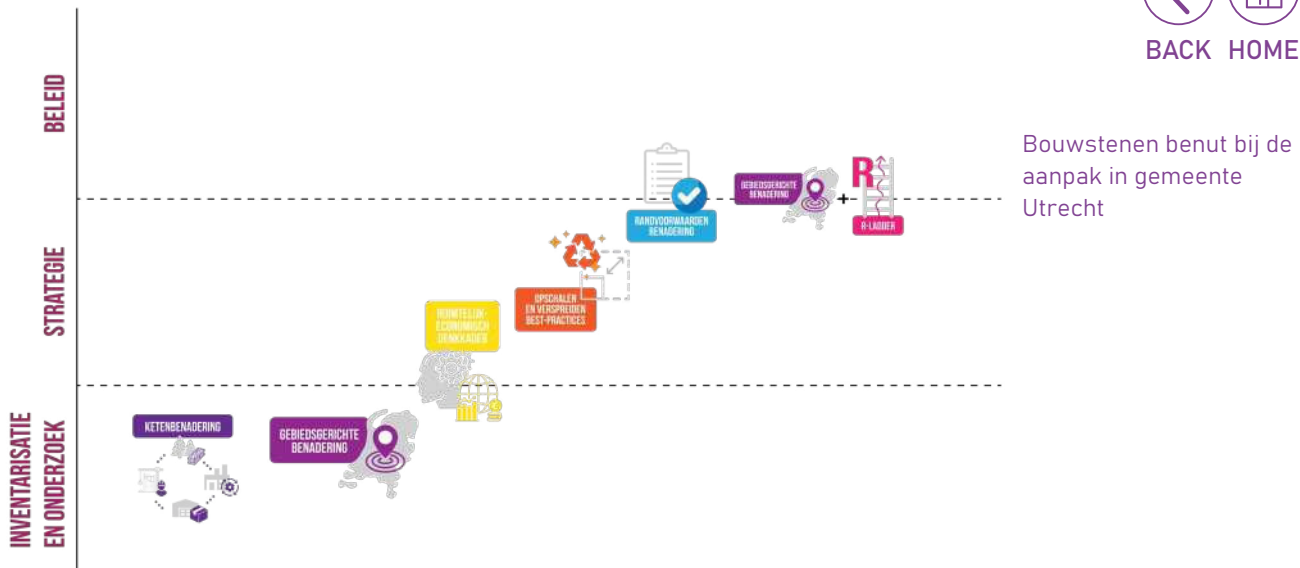 BACK HOME
BELEID
Bouwstenen benut bij de
aanpak in gemeente
Utrecht
GEBIEDSGERICHTE
BENADERING
+
R
R-LADDER
RANDVOORWAARDEN
BENADERING
STRATEGIE
OPSCHALEN
EN VERSPREIDEN
BEST-PRACTICES
RUIMTELIJK-
ECONOMISCH
DENKKADER
INVENTARISATIE
EN ONDERZOEK
KETENBENADERING
GEBIEDSGERICHTE
BENADERING